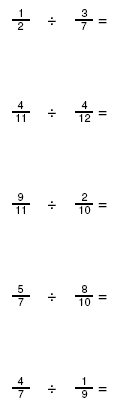 1/2 ÷ 3/7 =
4/11 ÷ 4/12 =
9/11 ÷ 2/10 =
5/7 ÷ 8/10 =
4/7 ÷ 1/9 =